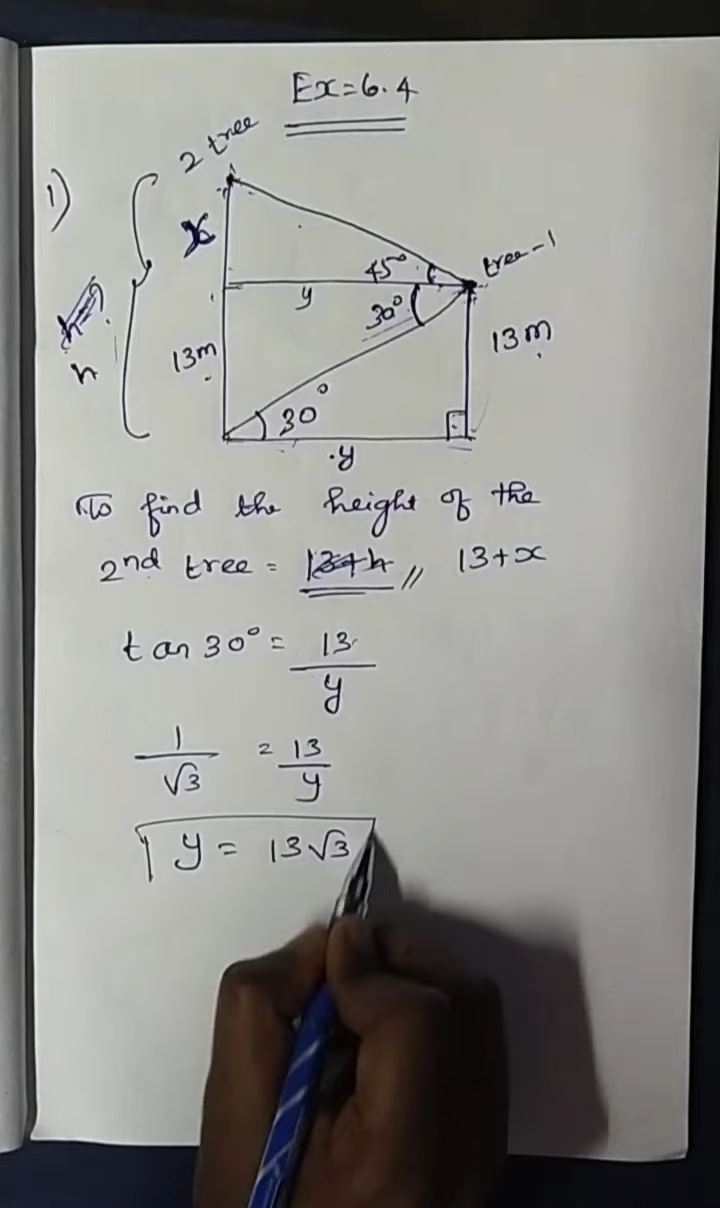 Ex=6.4
1)
2 tree
x
45°
tree-1
y
30°
h
13m
13m
30°
.y
To find the height of the
2nd tree = 13+h // 13+x
tan 30° = 13/y
1/√3 = 13/y
y = 13√3